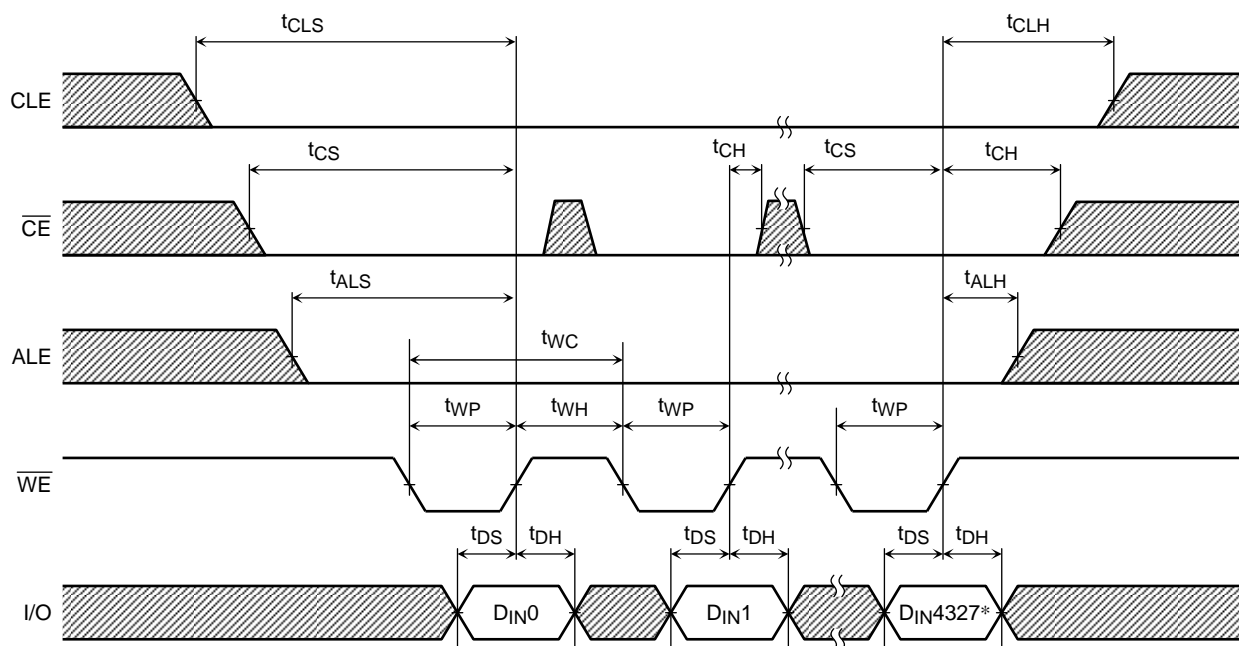 tCLS
tCLH
CLE
tCS
tCH
tCS
tCH
CE
tALS
tALH
tWC
ALE
tWP
tWH
tWP
tWP
WE
tDS
tDH
tDS
tDH
tDS
tDH
I/O
DIN0
DIN1
DIN4327*